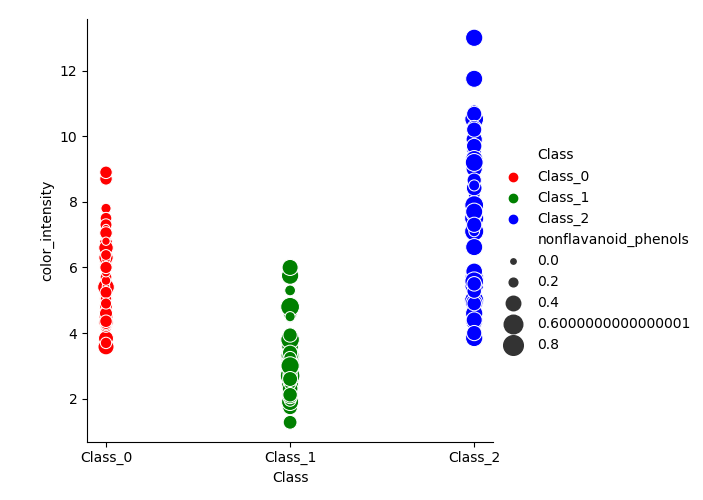 12
10
8
6
4
2
color_intensity
Class_0
Class_1
Class_2
Class
Class
Class_0
Class_1
Class_2
nonflavanoid_phenols
0.0
0.2
0.4
0.6000000000000001
0.8